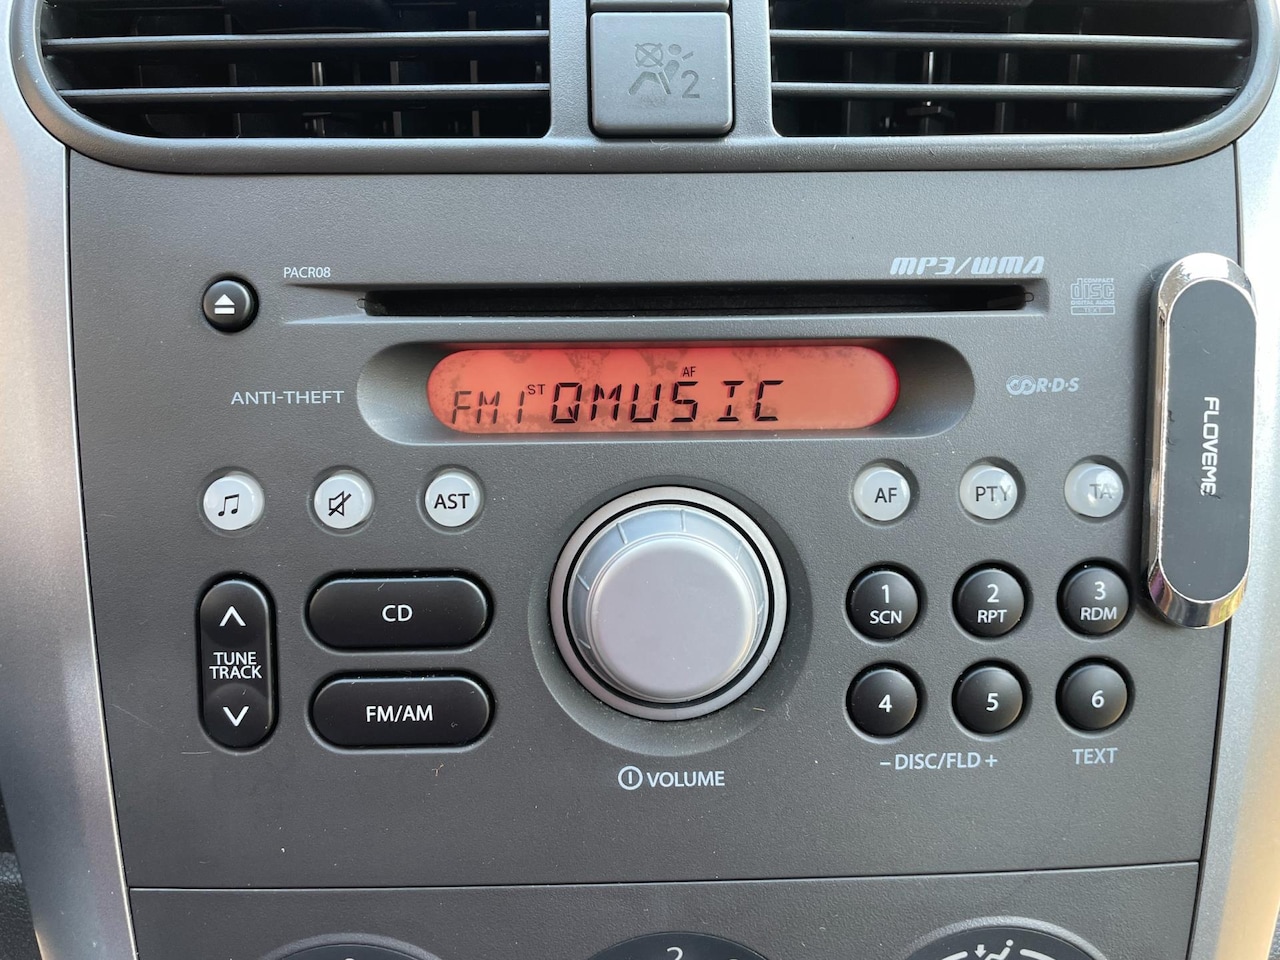 2
PACR08
MP3/WMA
COMPACT
disc
DIGITAL AUDIO
TEXT
ANTI-THEFT
FM1 ST QMUSIC AF
R·D·S
FLOVEME
AST
AF
PTY
TA
CD
1
SCN
2
RPT
3
RDM
TUNE
TRACK
FM/AM
4
5
6
– DISC/FLD +
TEXT
VOLUME
2